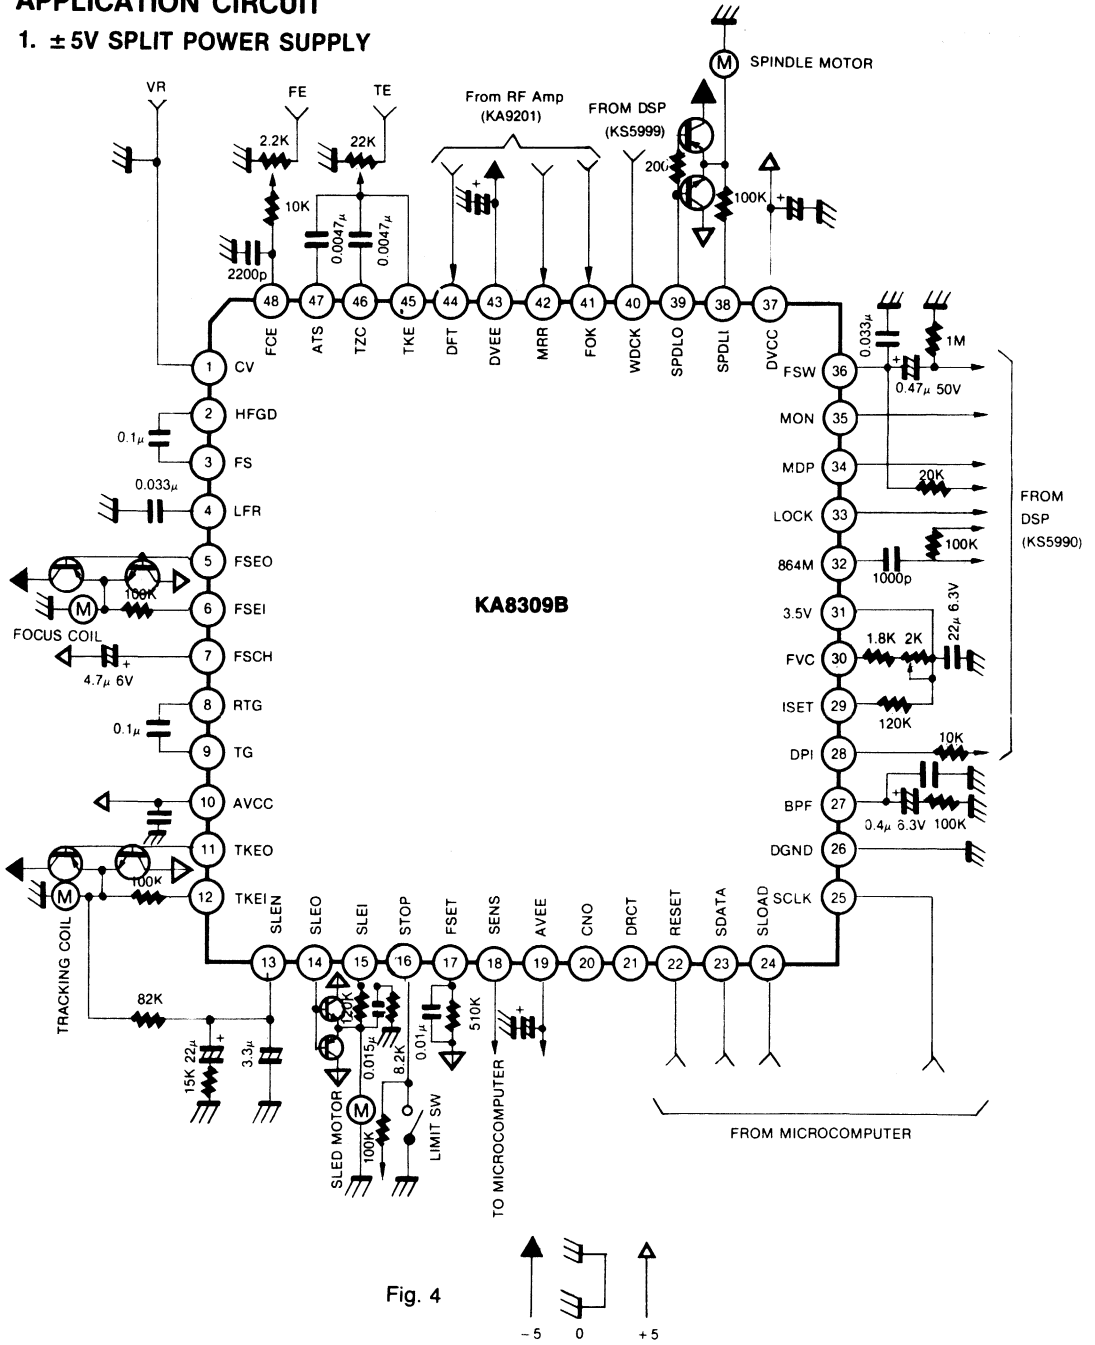 APPLICATION CIRCUIT
1. ±5V SPLIT POWER SUPPLY
VR
FE
TE
From RF Amp
(KA9201)
FROM DSP
(KS5999)
SPINDLE MOTOR
M
2.2K
22K
200
10K
0.0047μ
0.0047μ
100K
2200p
+
+
48 47 46 45 44 43 42 41 40 39 38 37
FCE ATS TZC TKE DFT DVEE MRR FOK WDCK SPDLO SPDLI DVCC
1 CV
2 HFGD
0.1μ
3 FS
0.033μ
4 LFR
5 FSEO
100K
M
6 FSEI
FOCUS COIL
7 FSCH
+
4.7μ 6V
8 RTG
0.1μ
9 TG
10 AVCC
11 TKEO
100K
M
12 TKEI
TRACKING COIL
KA8309B
0.033μ
1M
FSW 36
+
0.47μ 50V
MON 35
MDP 34
20K
LOCK 33
100K
864M 32
1000p
3.5V 31
22μ 6.3V
1.8K 2K
FVC 30
ISET 29
120K
10K
DPI 28
BPF 27
+
0.4μ 6.3V 100K
DGND 26
SCLK 25
FROM
DSP
(KS5990)
SLEN SLEO SLEI STOP FSET SENS AVEE CNO DRCT RESET SDATA SLOAD
13 14 15 16 17 18 19 20 21 22 23 24
82K
15K 22μ
+
3.3μ
120K
0.015μ
8.2K
0.01μ
510K
+
M
SLED MOTOR
100K
LIMIT SW
TO MICROCOMPUTER
FROM MICROCOMPUTER
Fig. 4
-5 0 +5